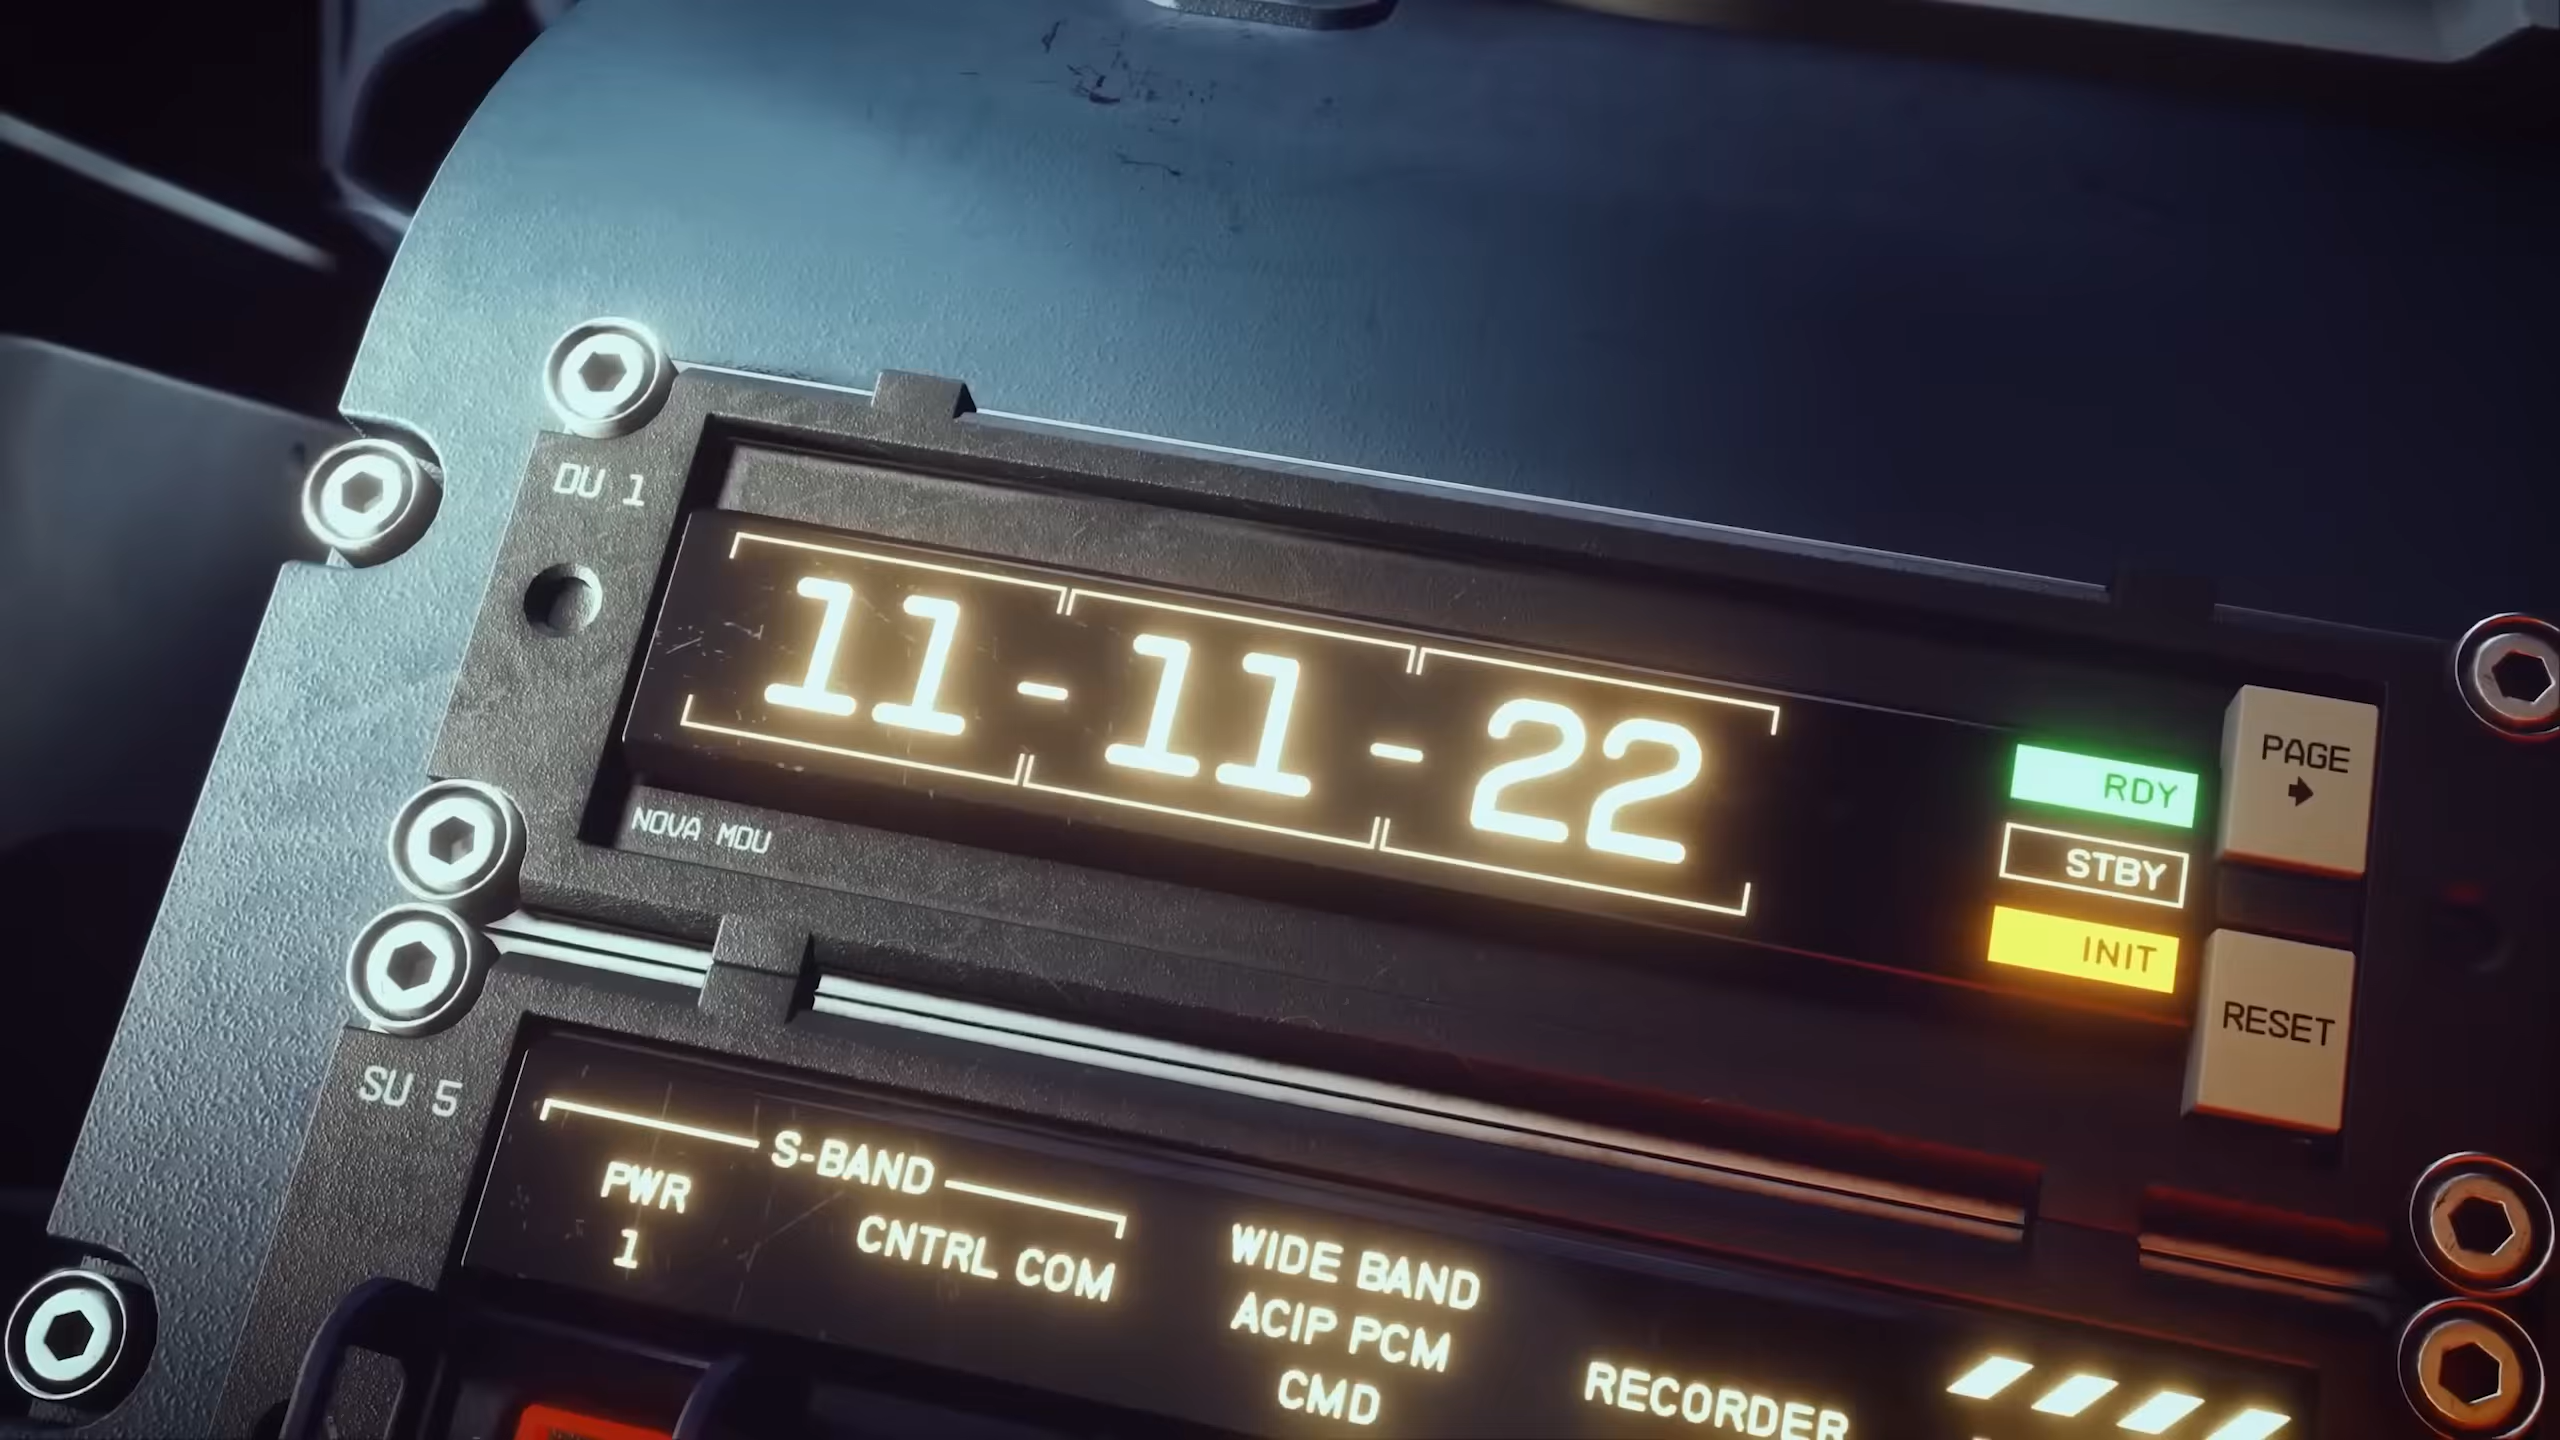 DU 1
11-11-22
NOVA MDU
RDY
STBY
INIT
PAGE
RESET
SU 5
S-BAND
PWR
1
CNTRL COM
WIDE BAND
ACIP PCM
CMD
RECORDER